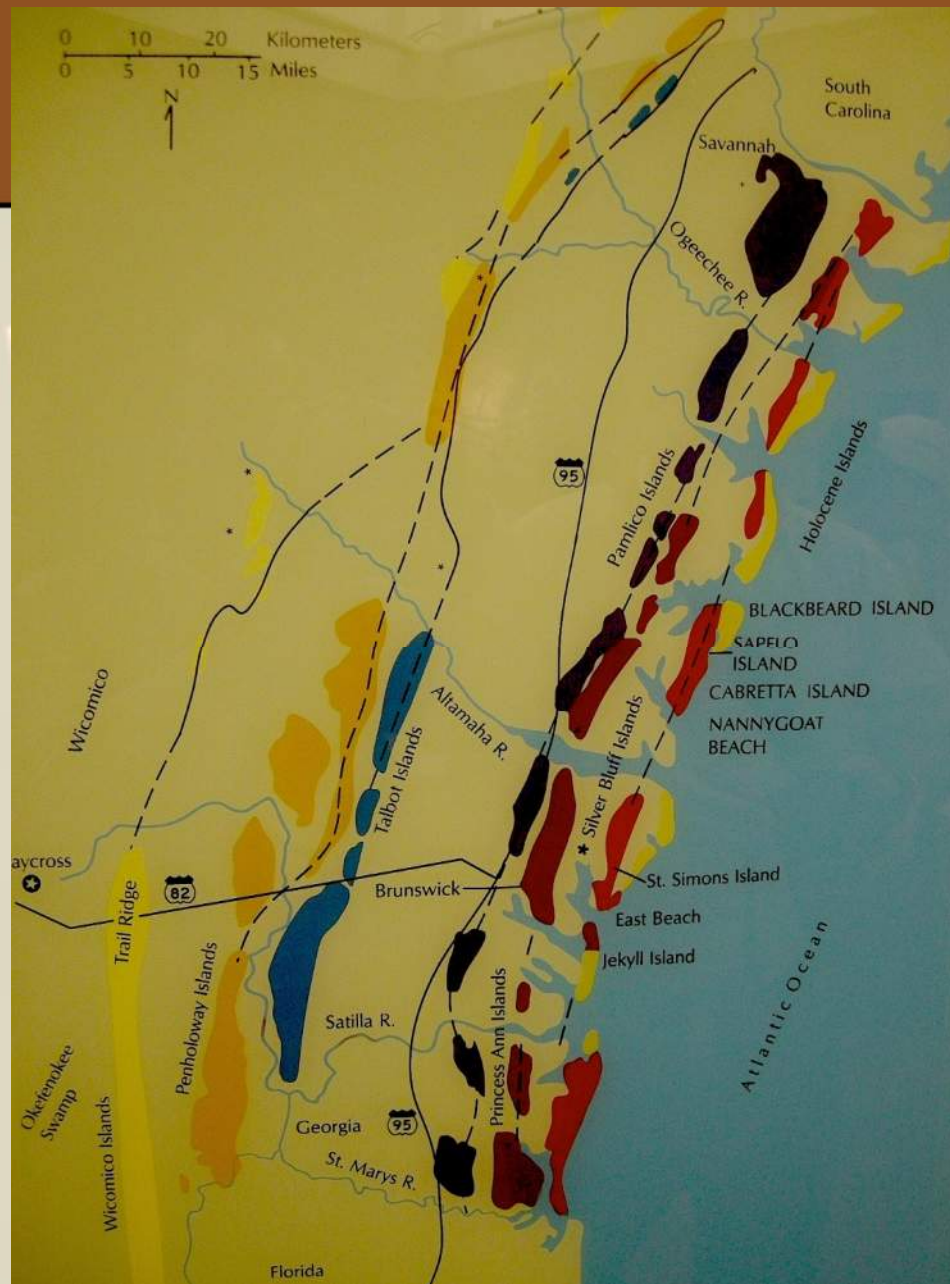 0 10 20 Kilometers
0 5 10 15 Miles
N
South
Carolina
Savannah
Ogeechee R.
95
Pamlico Islands
Holocene Islands
BLACKBEARD ISLAND
SAPELO
ISLAND
CABRETTA ISLAND
NANNYGOAT
BEACH
Wicomico
Altamaha R.
Talbot Islands
Silver Bluff Islands
aycross
82
Brunswick
St. Simons Island
East Beach
Jekyll Island
Trail Ridge
Penholoway Islands
Satilla R.
Princess Ann Islands
Atlantic Ocean
Okefenokee
Swamp
Wicomico Islands
Georgia
95
St. Marys R.
Florida